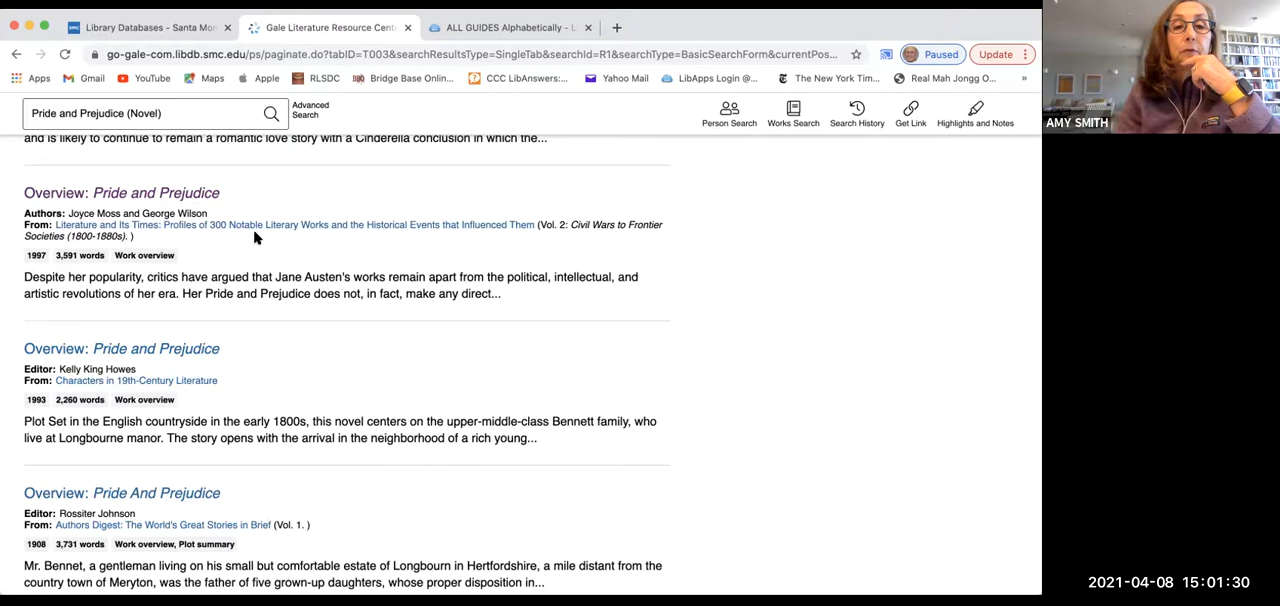 Library Databases - Santa Mon
Gale Literature Resource Cent
ALL GUIDES Alphabetically - L
go-gale-com.libdb.smc.edu/ps/paginate.do?tabID=T003&searchResultsType=SingleTab&searchId=R1&searchType=BasicSearchForm&currentPos...
Paused
Update
Apps
Gmail
YouTube
Maps
Apple
RLSDC
Bridge Base Onlin...
CCC LibAnswers:...
Yahoo Mail
LibApps Login @...
The New York Tim...
Real Mah Jongg O...
»
Pride and Prejudice (Novel)
Advanced
Search
Person Search
Works Search
Search History
Get Link
Highlights and Notes
AMY SMITH
and is likely to continue to remain a romantic love story with a Cinderella conclusion in which the...
Overview: Pride and Prejudice
Authors: Joyce Moss and George Wilson
From: Literature and Its Times: Profiles of 300 Notable Literary Works and the Historical Events that Influenced Them (Vol. 2: Civil Wars to Frontier
Societies (1800-1880s). )
1997 3,591 words Work overview
Despite her popularity, critics have argued that Jane Austen's works remain apart from the political, intellectual, and
artistic revolutions of her era. Her Pride and Prejudice does not, in fact, make any direct...
Overview: Pride and Prejudice
Editor: Kelly King Howes
From: Characters in 19th-Century Literature
1993 2,260 words Work overview
Plot Set in the English countryside in the early 1800s, this novel centers on the upper-middle-class Bennett family, who
live at Longbourne manor. The story opens with the arrival in the neighborhood of a rich young...
Overview: Pride And Prejudice
Editor: Rossiter Johnson
From: Authors Digest: The World's Great Stories in Brief (Vol. 1. )
1908 3,731 words Work overview, Plot summary
Mr. Bennet, a gentleman living on his small but comfortable estate of Longbourn in Hertfordshire, a mile distant from the
country town of Meryton, was the father of five grown-up daughters, whose proper disposition in...
2021-04-08 15:01:30